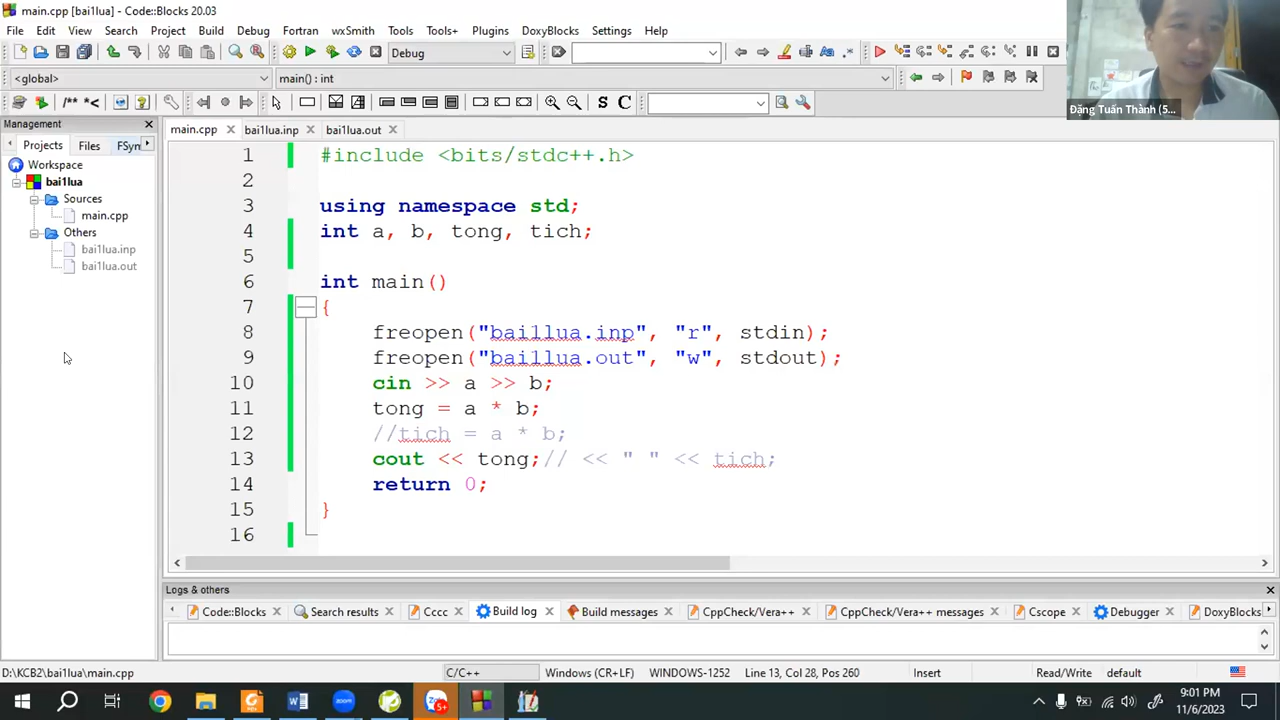 main.cpp [bai1lua] - Code::Blocks 20.03
File Edit View Search Project Build Debug Fortran wxSmith Tools Tools+ Plugins DoxyBlocks Settings Help
Debug
<global>
main() : int
/** *<
S C
Đặng Tuấn Thành (5...
Management
Projects Files FSym
Workspace
bai1lua
Sources
main.cpp
Others
bai1lua.inp
bai1lua.out
main.cpp bai1lua.inp bai1lua.out
1 #include <bits/stdc++.h>
2
3 using namespace std;
4 int a, b, tong, tich;
5
6 int main()
7 {
8 freopen("bai1lua.inp", "r", stdin);
9 freopen("bai1lua.out", "w", stdout);
10 cin >> a >> b;
11 tong = a * b;
12 //tich = a * b;
13 cout << tong;// << " " << tich;
14 return 0;
15 }
16
Logs & others
Code::Blocks Search results Cccc Build log Build messages CppCheck/Vera++ CppCheck/Vera++ messages Cscope Debugger DoxyBlocks
D:\KCB2\bai1lua\main.cpp C/C++ Windows (CR+LF) WINDOWS-1252 Line 13, Col 28, Pos 260 Insert Read/Write default
5+
9:01 PM
11/6/2023